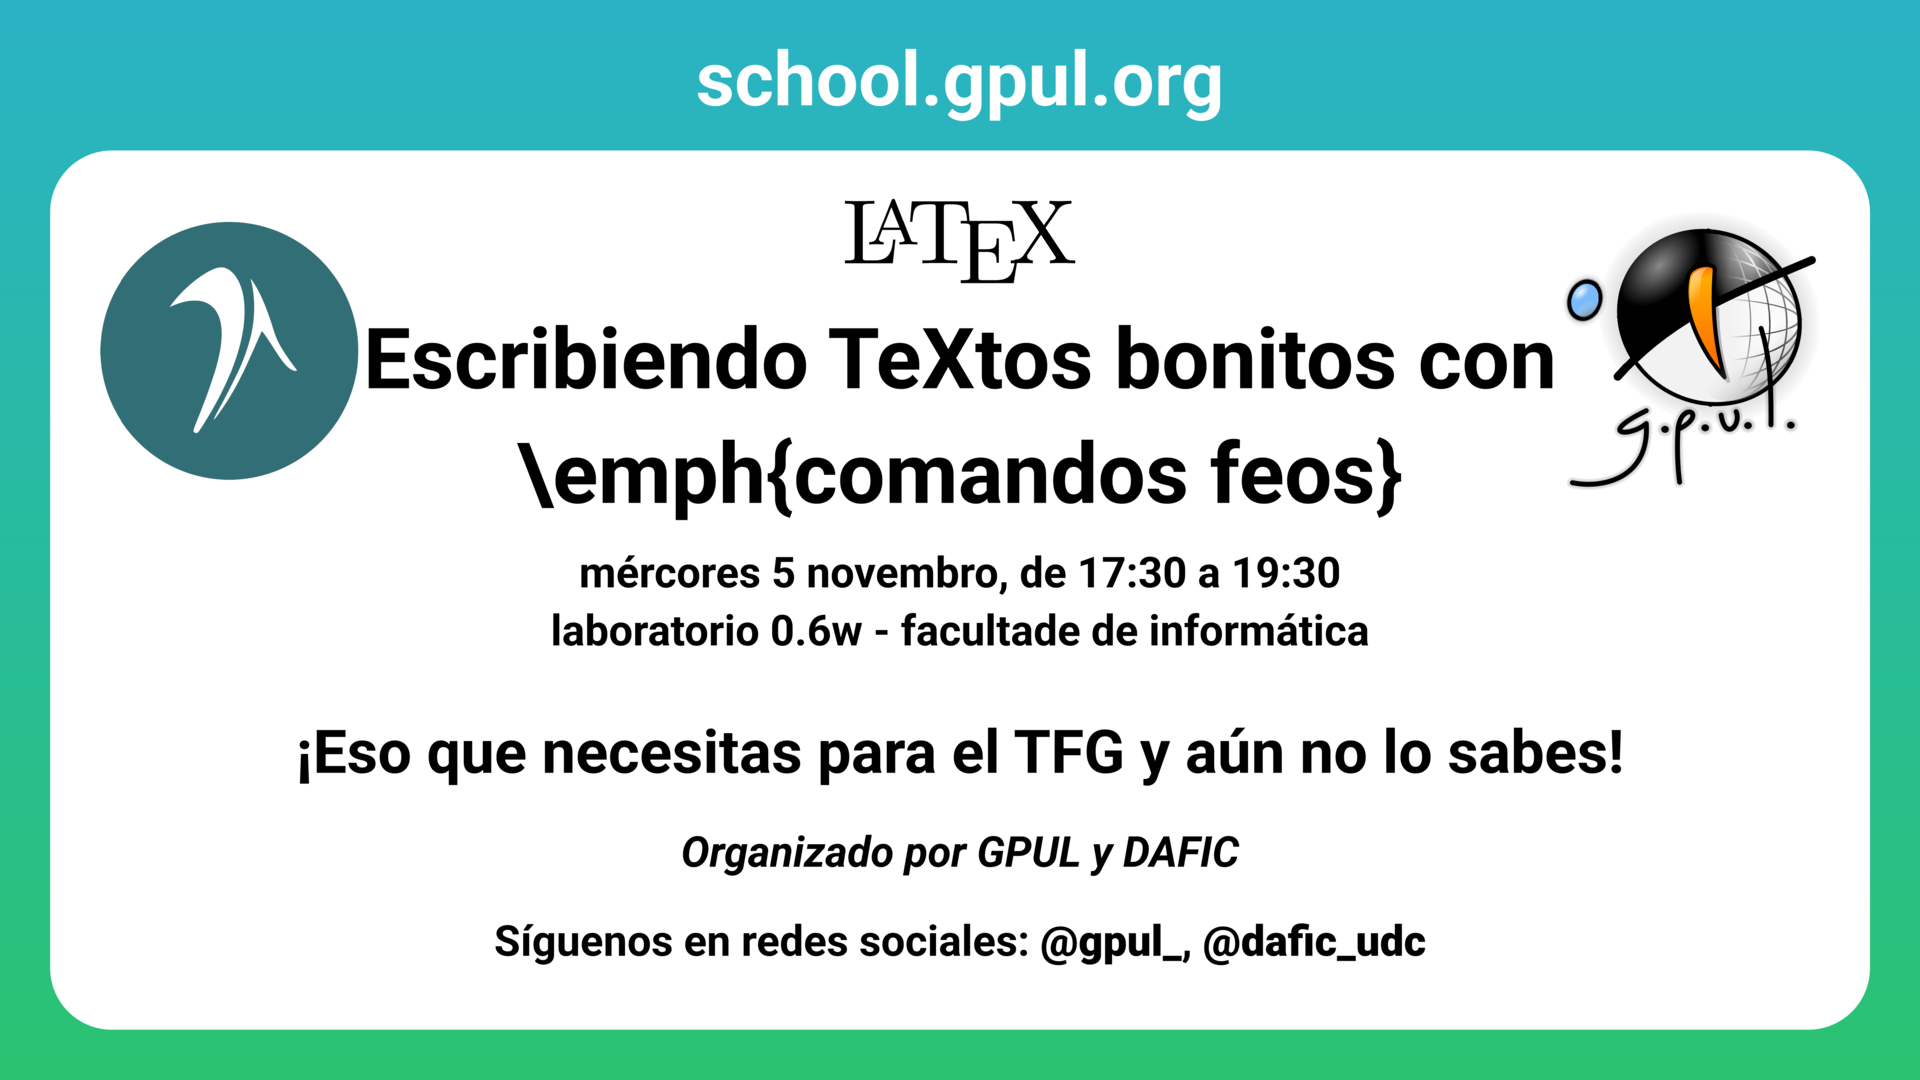 school.gpul.org
LATEX
Escribiendo TeXtos bonitos con
\emph{comandos feos}
g.p.u.l.
mércores 5 novembro, de 17:30 a 19:30
laboratorio 0.6w - facultade de informática
¡Eso que necesitas para el TFG y aún no lo sabes!
Organizado por GPUL y DAFIC
Síguenos en redes sociales: @gpul_, @dafic_udc